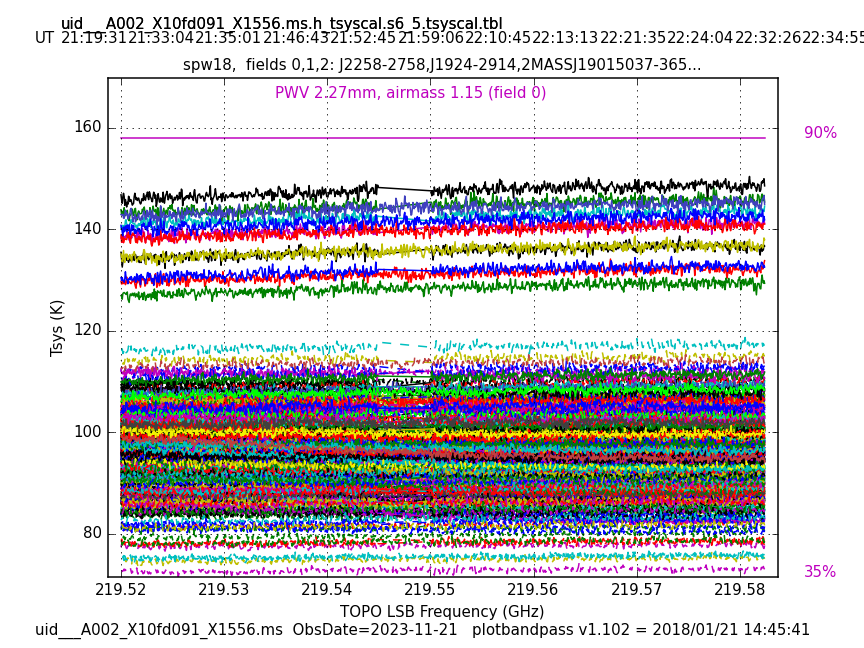 uid___A002_X10fd091_X1556.ms.h_tsyscal.s6_5.tsyscal.tbl
UT 21:19:31 21:33:04 21:35:01 21:46:43 21:52:45 21:59:06 22:10:45 22:13:13 22:21:35 22:24:04 22:32:26 22:34:55
spw18, fields 0,1,2: J2258-2758,J1924-2914,2MASSJ19015037-365...
PWV 2.27mm, airmass 1.15 (field 0)
90%
160
140
120
100
80
Tsys (K)
35%
219.52 219.53 219.54 219.55 219.56 219.57 219.58
TOPO LSB Frequency (GHz)
uid___A002_X10fd091_X1556.ms ObsDate=2023-11-21 plotbandpass v1.102 = 2018/01/21 14:45:41